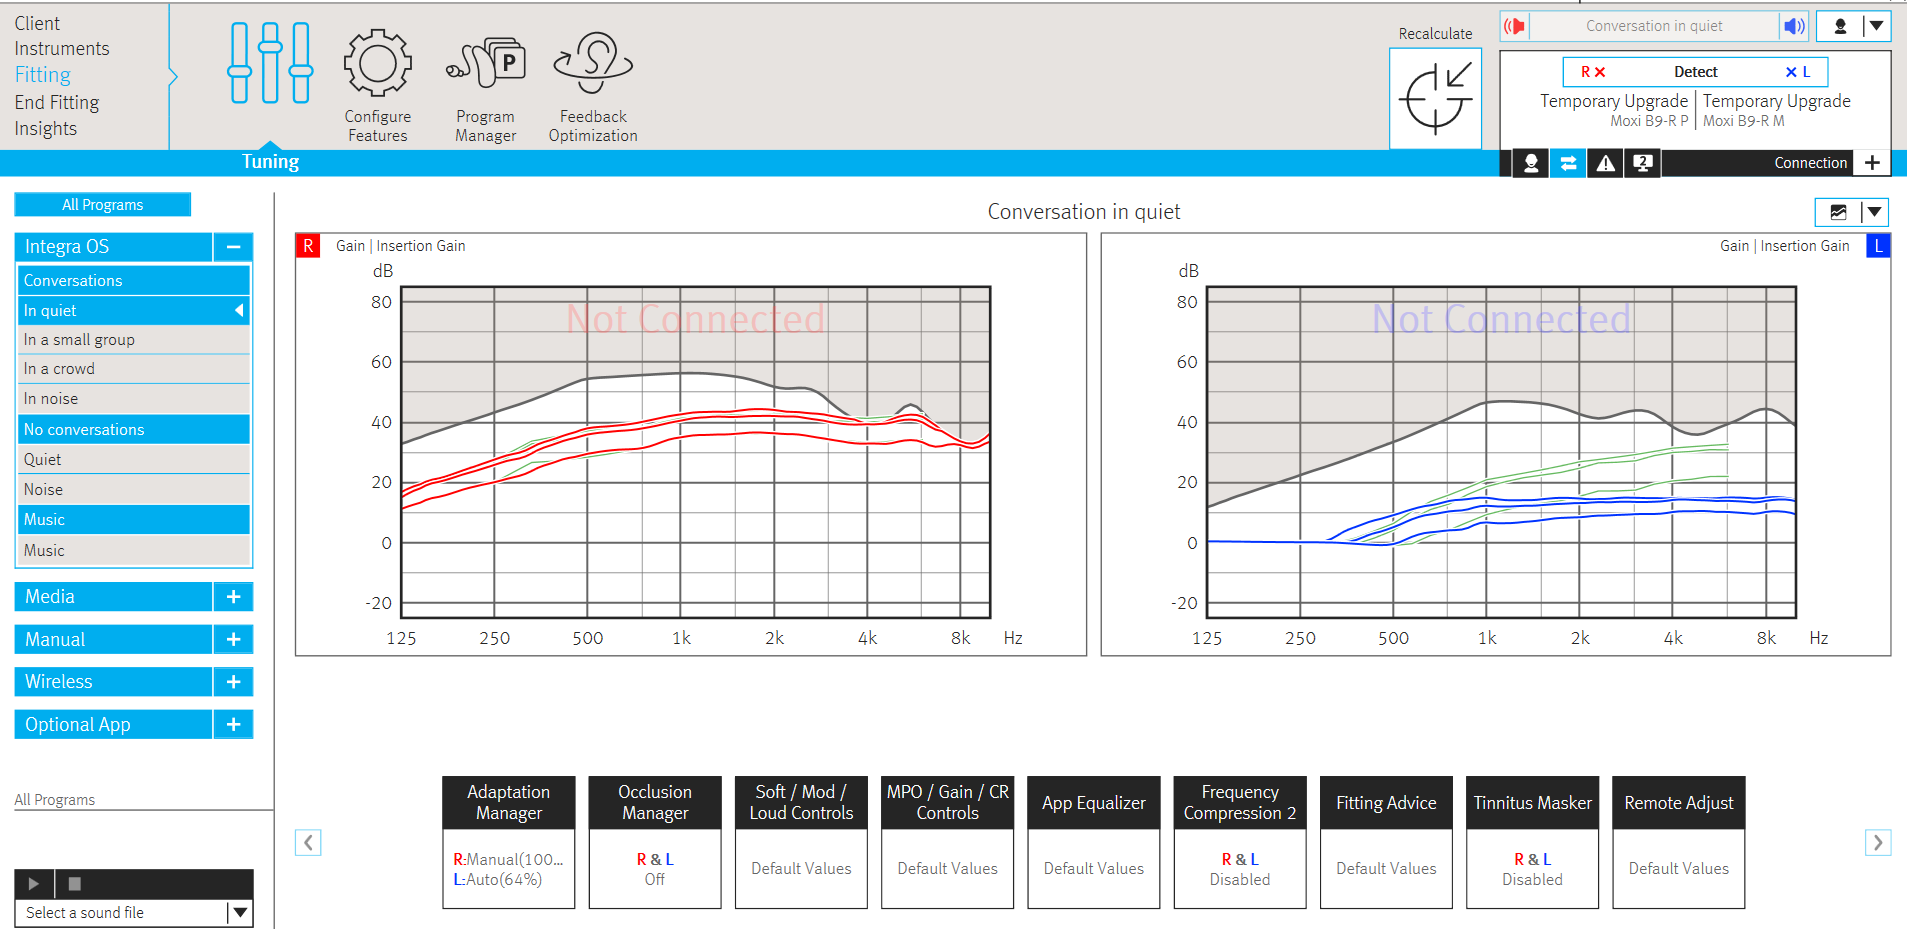 Client
Instruments
Fitting
End Fitting
Insights
Configure
Features
P
Program
Manager
Feedback
Optimization
Tuning
Recalculate
Conversation in quiet
R Detect L
Temporary Upgrade Temporary Upgrade
Moxi B9-R P Moxi B9-R M
2
Connection
All Programs
Integra OS
Conversations
In quiet
In a small group
In a crowd
In noise
No conversations
Quiet
Noise
Music
Music
Media
Manual
Wireless
Optional App
All Programs
Select a sound file
Conversation in quiet
R Gain | Insertion Gain
dB
Not Connected
80
60
40
20
0
-20
125 250 500 1k 2k 4k 8k Hz
Gain | Insertion Gain L
dB
Not Connected
80
60
40
20
0
-20
125 250 500 1k 2k 4k 8k Hz
Adaptation
Manager
R:Manual(100...
L:Auto(64%)
Occlusion
Manager
R & L
Off
Soft / Mod /
Loud Controls
Default Values
MPO / Gain / CR
Controls
Default Values
App Equalizer
Default Values
Frequency
Compression 2
R & L
Disabled
Fitting Advice
Default Values
Tinnitus Masker
R & L
Disabled
Remote Adjust
Default Values